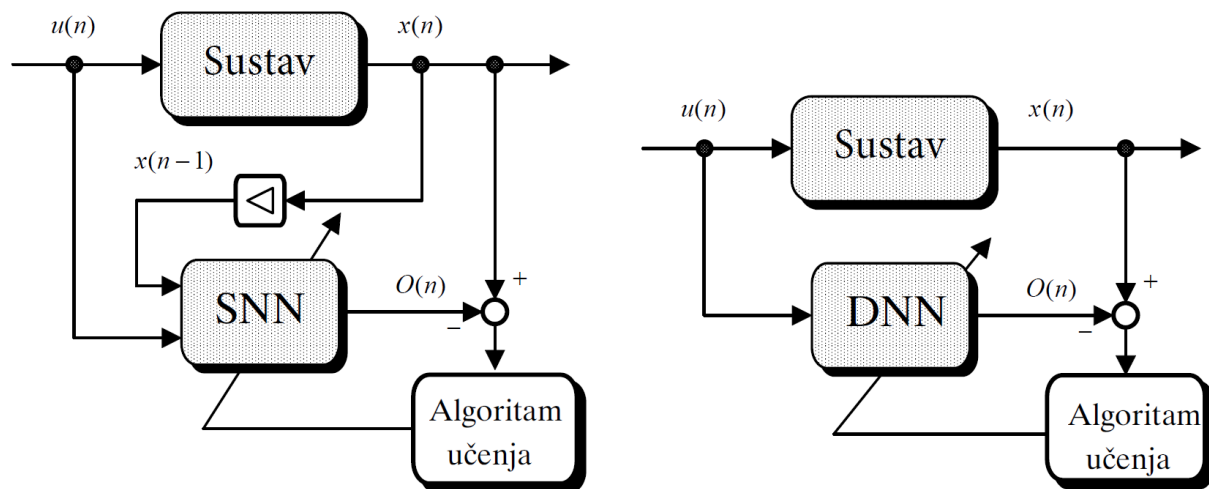 u(n)
Sustav
x(n)
x(n−1)
SNN
O(n)
+
−
Algoritam
učenja
u(n)
Sustav
x(n)
DNN
O(n)
+
−
Algoritam
učenja